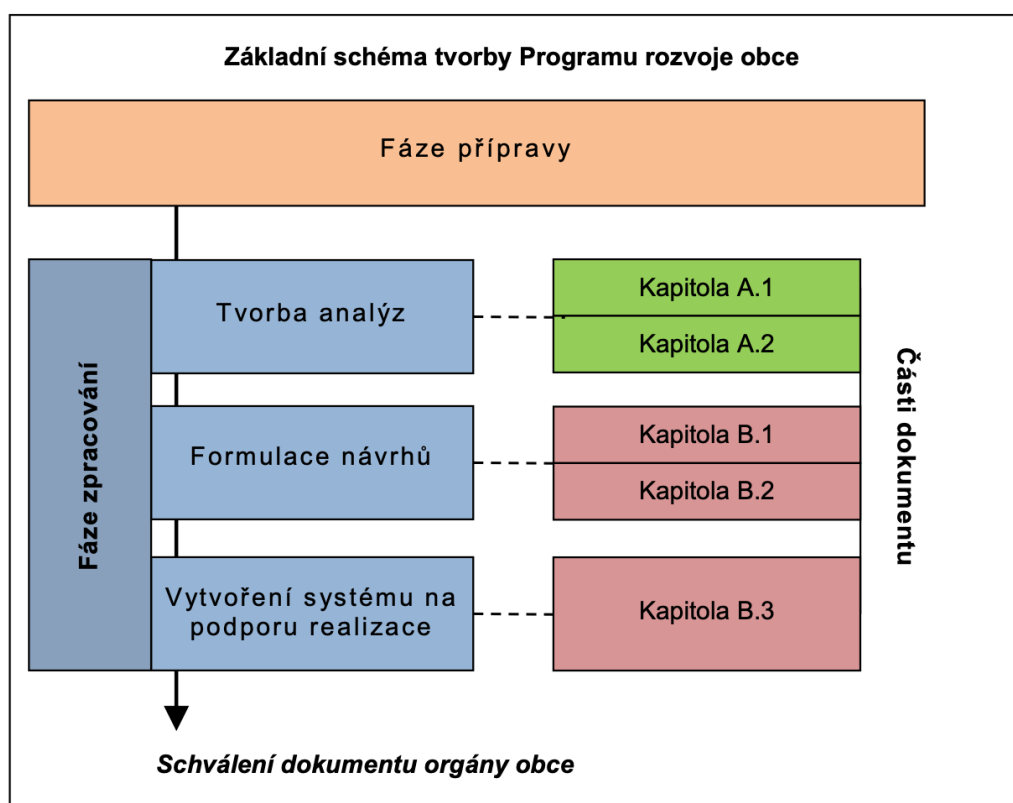 Základní schéma tvorby Programu rozvoje obce
Fáze přípravy
Fáze zpracování
Tvorba analýz
Kapitola A.1
Kapitola A.2
Formulace návrhů
Kapitola B.1
Kapitola B.2
Vytvoření systému na
podporu realizace
Kapitola B.3
Části dokumentu
Schválení dokumentu orgány obce